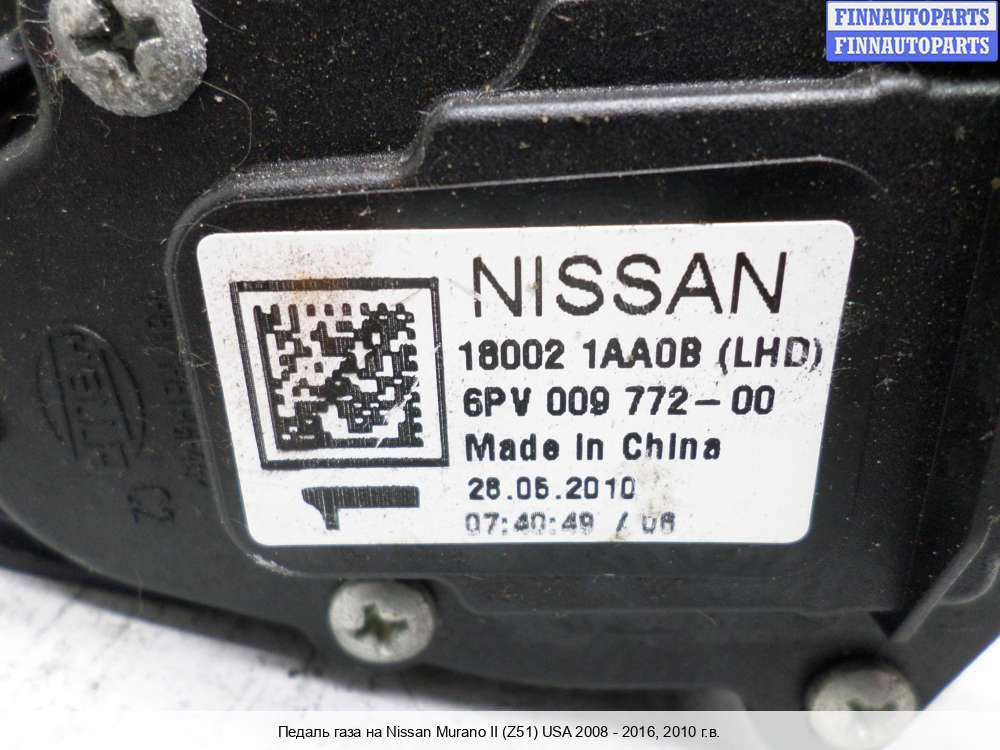 FINNAUTOPARTS
FINNAUTOPARTS
NISSAN
18002 1AA0B (LHD)
6PV 009 772-00
Made In China
28.05.2010
07:40:49 / 06
1
Педаль газа на Nissan Murano II (Z51) USA 2008 - 2016, 2010 г.в.